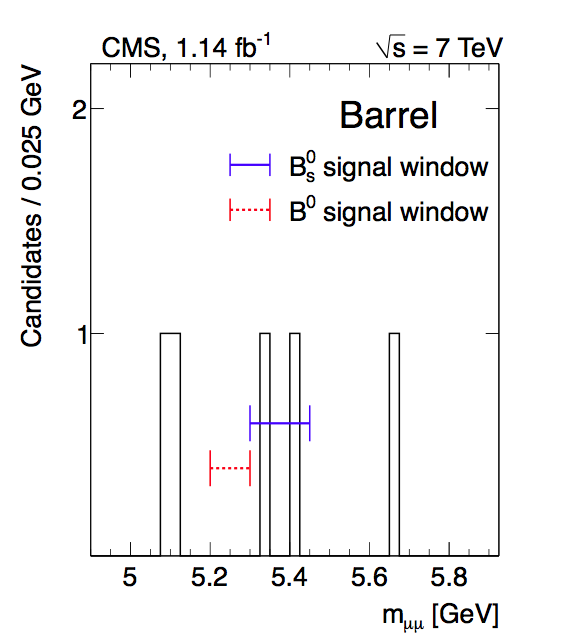 CMS, 1.14 fb⁻¹ √s = 7 TeV
Candidates / 0.025 GeV
Barrel
B⁰ₛ signal window
B⁰ signal window
2
1
5 5.2 5.4 5.6 5.8
m_μμ [GeV]